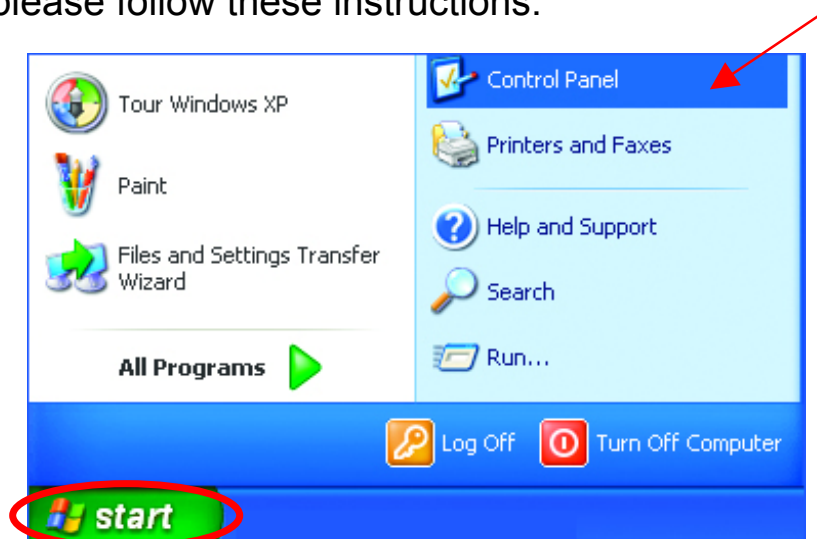 please follow these instructions:
Tour Windows XP
Paint
Files and Settings Transfer
Wizard
All Programs
Control Panel
Printers and Faxes
Help and Support
Search
Run...
Log Off
Turn Off Computer
start